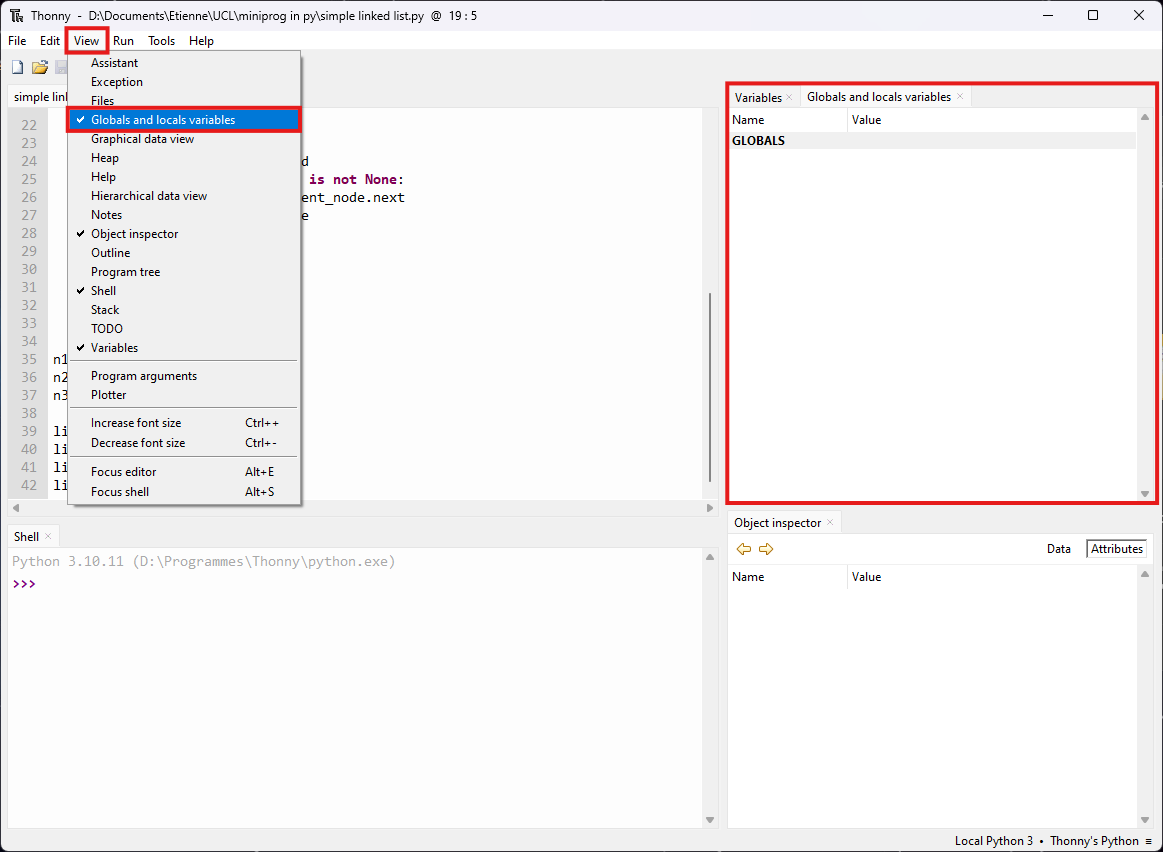 Thonny - D:\Documents\Etienne\UCL\miniprog in py\simple linked list.py @ 19 : 5
File Edit View Run Tools Help
simple lin
Assistant
Exception
Files
Globals and locals variables
Graphical data view
Heap
Help
Hierarchical data view
Notes
Object inspector
Outline
Program tree
Shell
Stack
TODO
Variables
Program arguments
Plotter
Increase font size Ctrl++
Decrease font size Ctrl+-
Focus editor Alt+E
Focus shell Alt+S
22
23
24 d
25 is not None:
26 ent_node.next
27 e
28
29
30
31
32
33
34
35 n1
36 n2
37 n3
38
39 li
40 li
41 li
42 li
Variables × Globals and locals variables ×
Name Value
GLOBALS
Shell ×
Python 3.10.11 (D:\Programmes\Thonny\python.exe)
>>>
Object inspector ×
Data Attributes
Name Value
Local Python 3 • Thonny's Python ≡